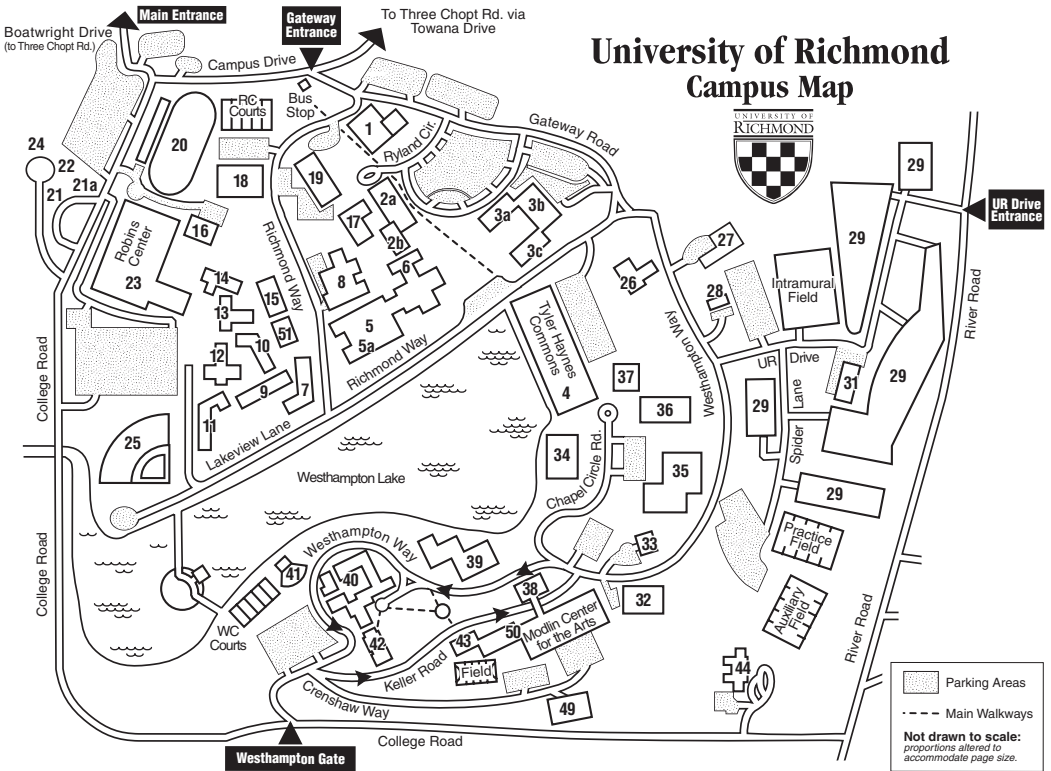 University of Richmond
Campus Map
UNIVERSITY OF
RICHMOND
Main Entrance
Boatwright Drive
(to Three Chopt Rd.)
Gateway
Entrance
To Three Chopt Rd. via
Towana Drive
Campus Drive
Bus
Stop
RC
Courts
Gateway Road
Ryland Cir.
1
20
24
22
21
21a
18
19
2a
2b
17
3a
3b
3c
16
Robins
Center
23
Richmond
Way
8
6
14
13
15
51
5
5a
10
12
9
7
11
Richmond Way
Lakeview Lane
25
College Road
College Road
Westhampton Lake
Tyler
Haynes
Commons
4
26
27
28
Westhampton Way
Intramural
Field
29
29
29
29
29
UR Drive
Entrance
River Road
River Road
UR
Drive
Spider
Lane
31
37
36
34
35
Chapel Circle Rd.
33
32
Practice
Field
Auxiliary
Field
44
Westhampton Way
39
38
40
41
42
43
50
Modlin Center
for the Arts
WC
Courts
Keller Road
Field
Crenshaw Way
49
College Road
Westhampton Gate
Parking Areas
Main Walkways
Not drawn to scale:
proportions altered to
accommodate page size.